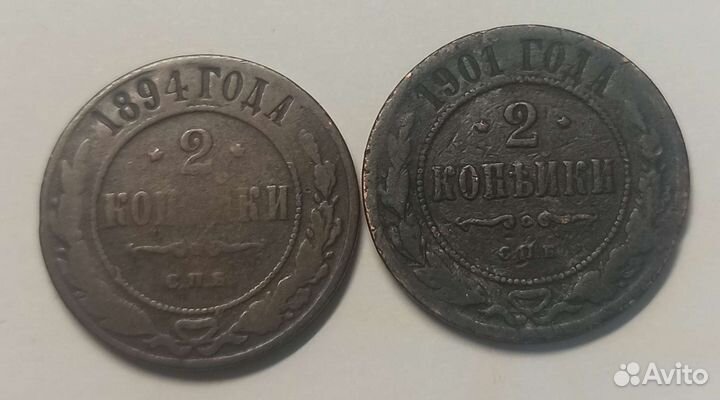 1894 ГОДА
2
КОПѢЙКИ
С.П.Б.
1901 ГОДА
2
КОПѢЙКИ
С.П.Б.
Avito